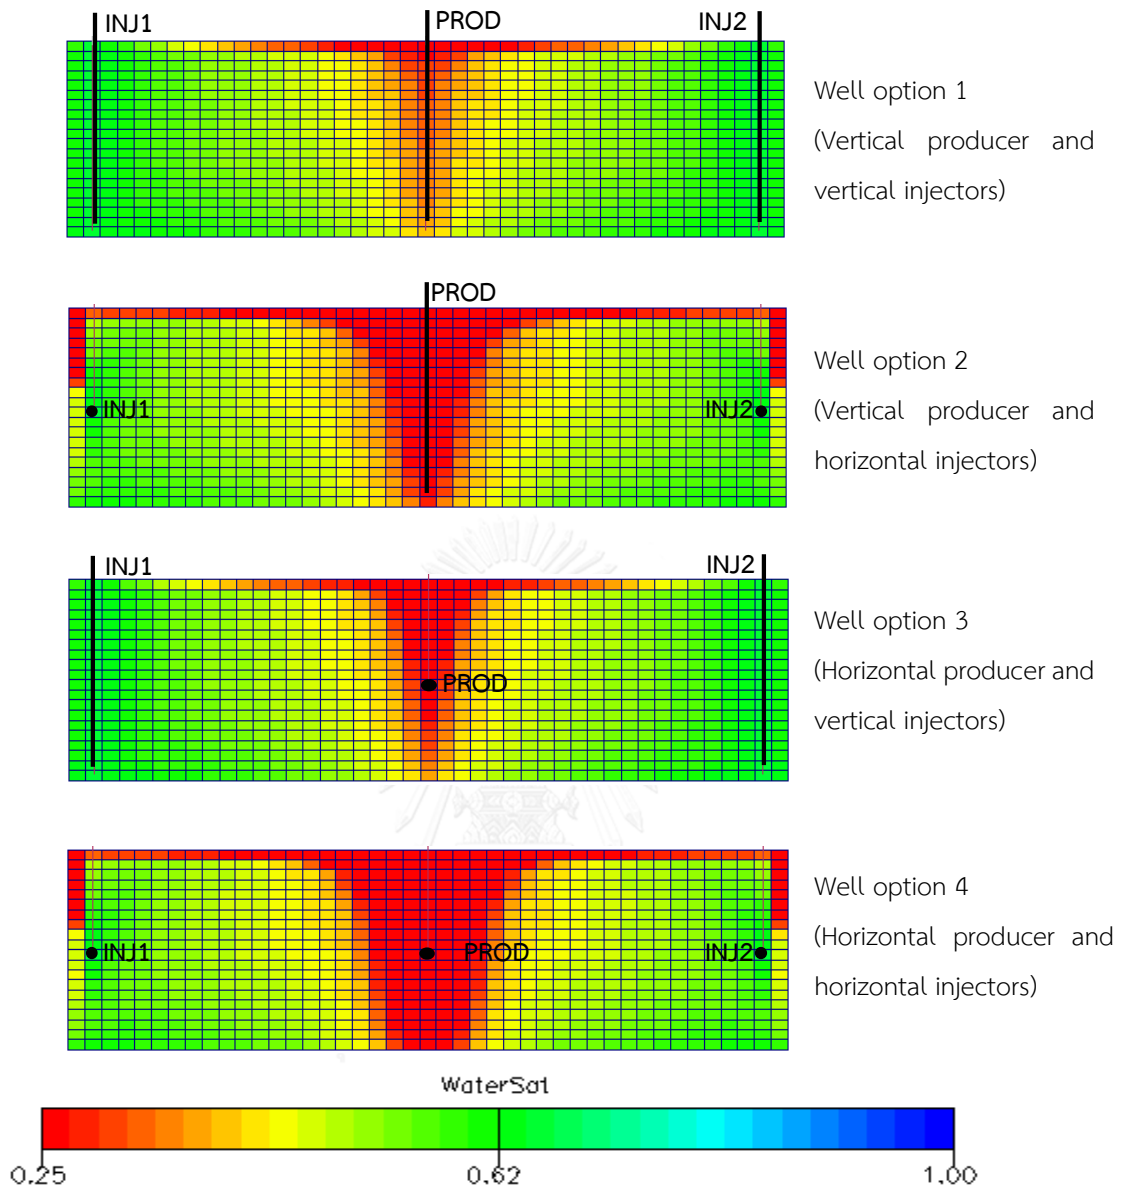 INJ1 PROD INJ2
Well option 1
(Vertical producer and
vertical injectors)
PROD
Well option 2
INJ1 INJ2
(Vertical producer and
horizontal injectors)
INJ1 INJ2
Well option 3
PROD
(Horizontal producer and
vertical injectors)
Well option 4
INJ1 PROD INJ2
(Horizontal producer and
horizontal injectors)
WaterSat
0.25 0.62 1.00